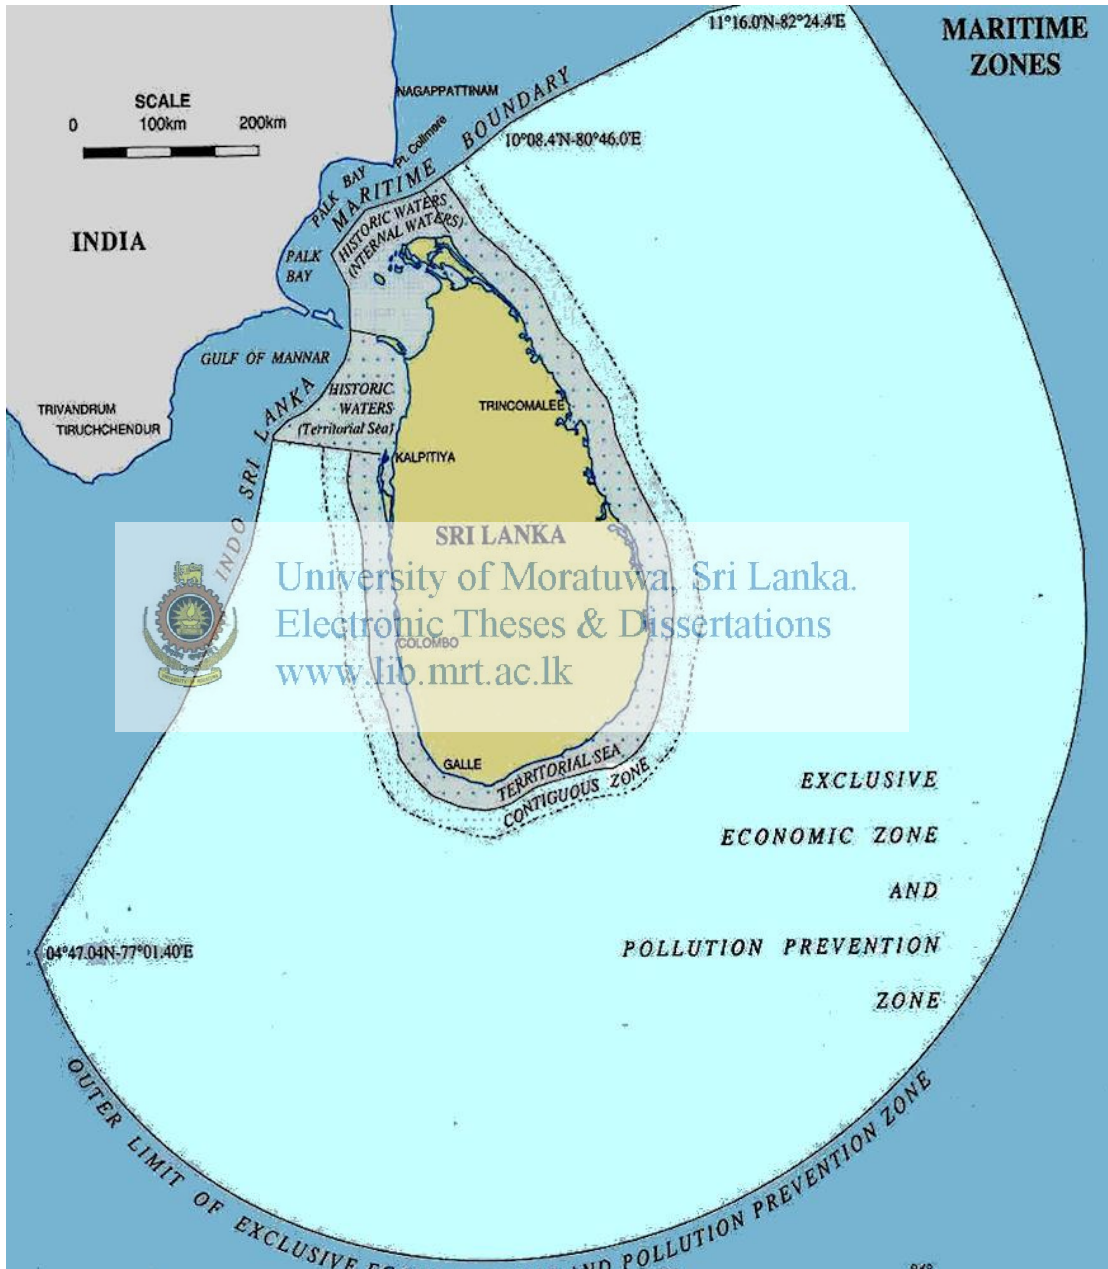 11°16.0'N-82°24.4'E
MARITIME
ZONES
NAGAPPATTINAM
SCALE
0 100km 200km
Pt. Collimere
MARITIME BOUNDARY
10°08.4'N-80°46.0'E
PALK BAY
HISTORIC WATERS
(NTERNAL WATERS)
INDIA
PALK
BAY
GULF OF MANNAR
HISTORIC
WATERS
(Territorial Sea)
TRIVANDRUM
TIRUCHCHENDUR
TRINCOMALEE
KALPITIYA
INDO SRI LANKA
SRI LANKA
University of Moratuwa, Sri Lanka.
Electronic Theses & Dissertations
www.lib.mrt.ac.lk
COLOMBO
GALLE
TERRITORIAL SEA
CONTIGUOUS ZONE
EXCLUSIVE
ECONOMIC ZONE
AND
POLLUTION PREVENTION
ZONE
04°47.04N-77°01.40'E
OUTER LIMIT OF EXCLUSIVE AND POLLUTION PREVENTION ZONE